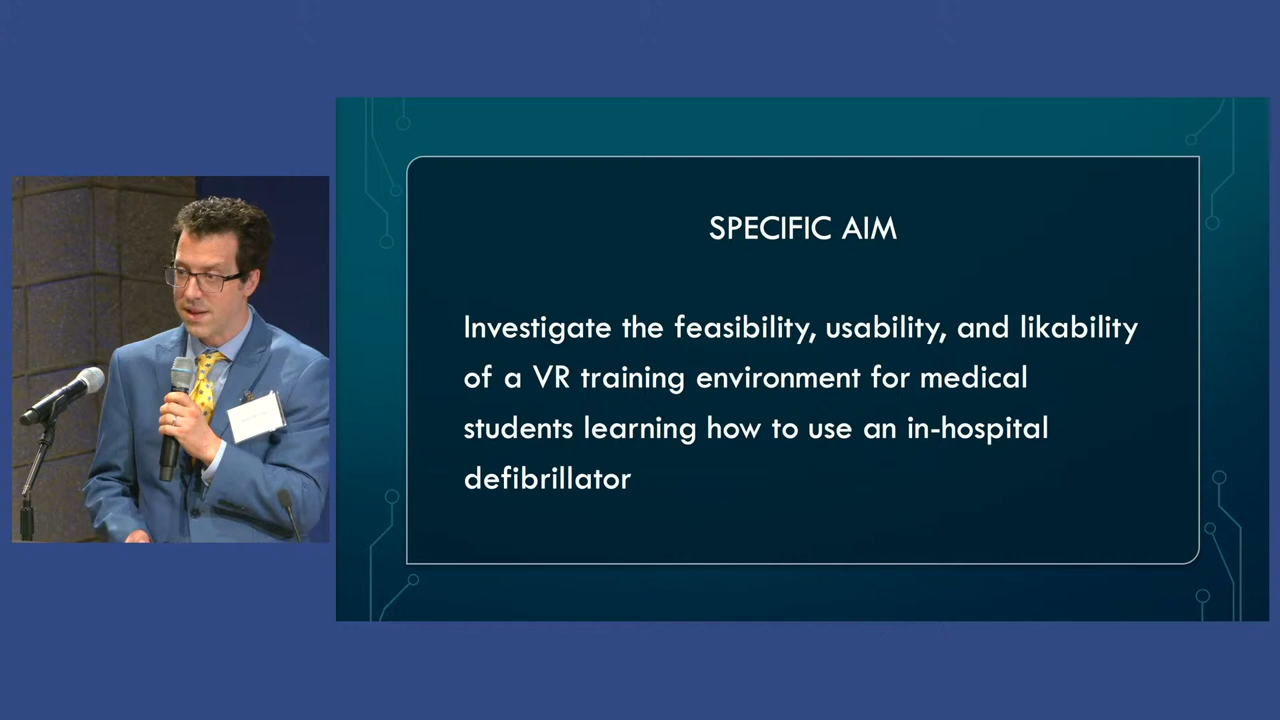 SPECIFIC AIM
Investigate the feasibility, usability, and likability
of a VR training environment for medical
students learning how to use an in-hospital
defibrillator